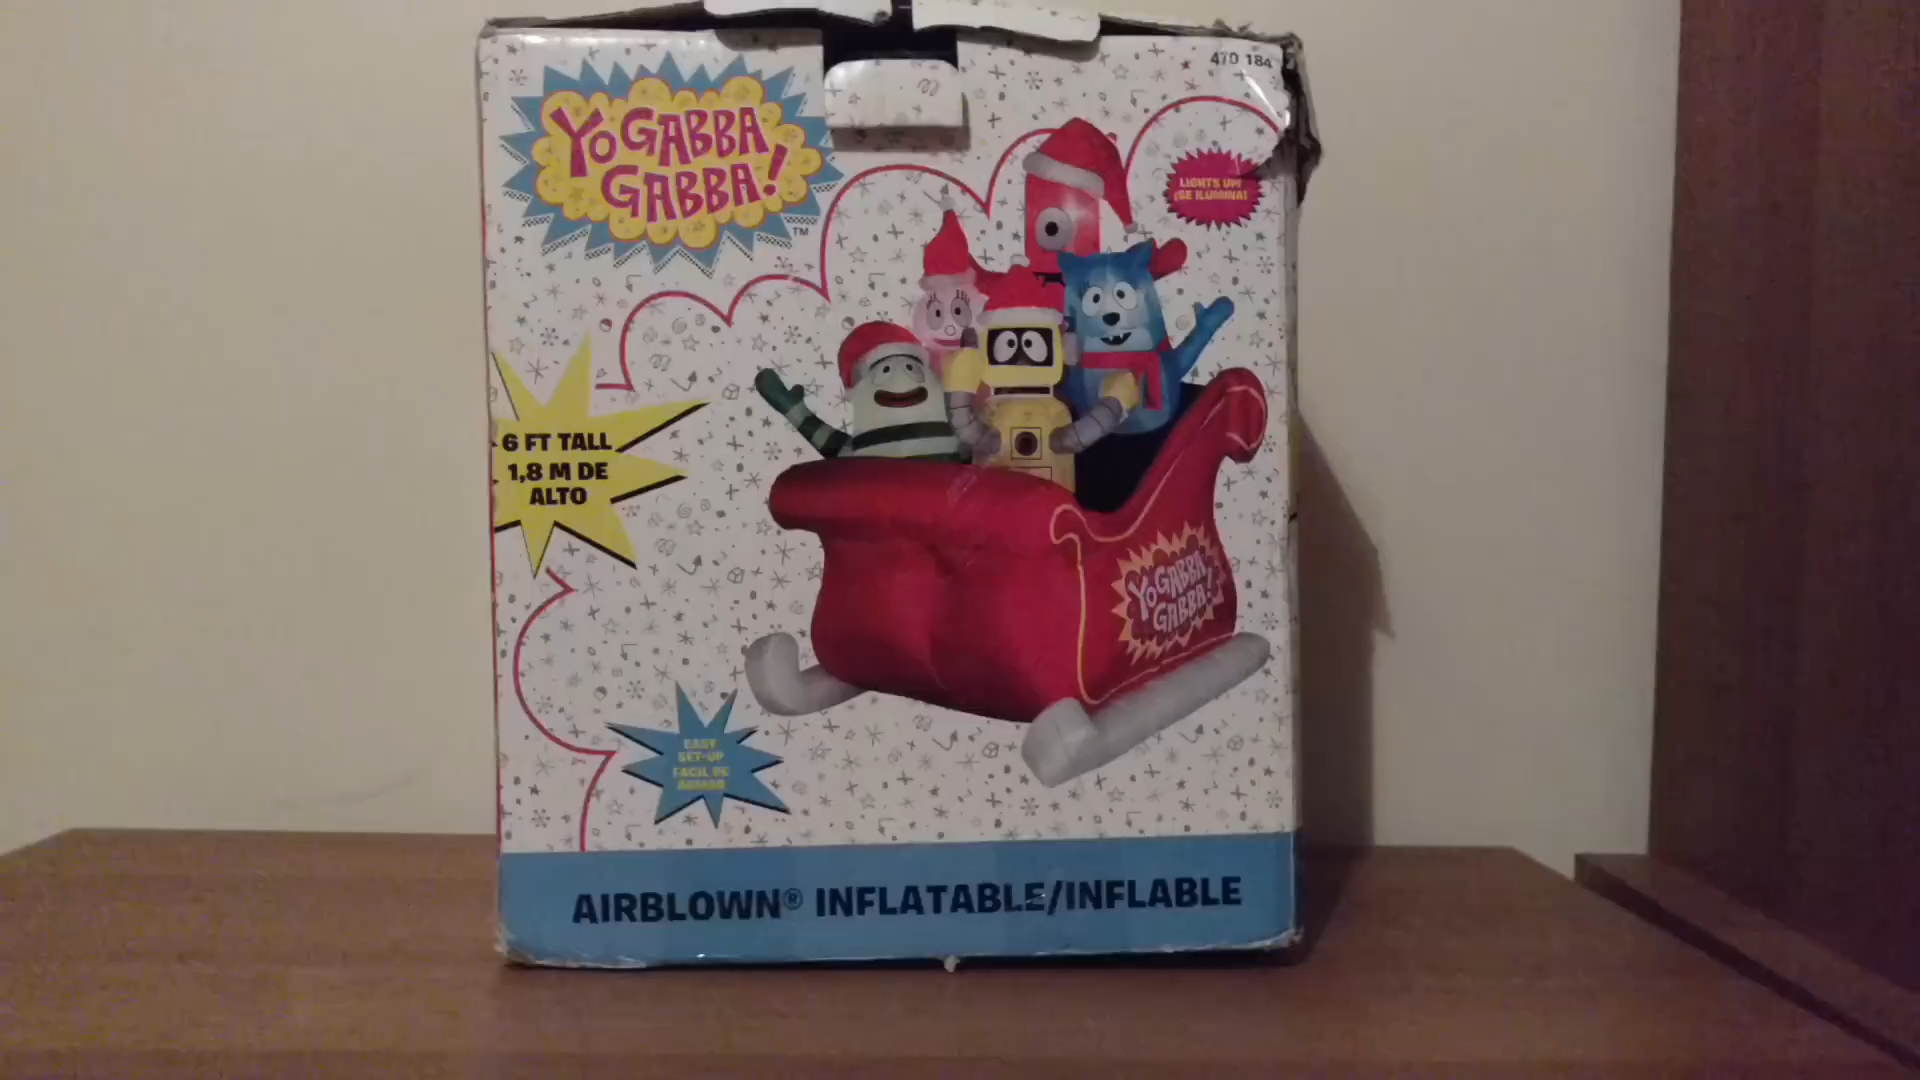 470 184
YO GABBA
GABBA!™
LIGHTS UP!
¡SE ILUMINA!
6 FT TALL
1,8 M DE
ALTO
YO GABBA
GABBA!
EASY
SET-UP
FACIL DE
ARMAR
AIRBLOWN® INFLATABLE/INFLABLE